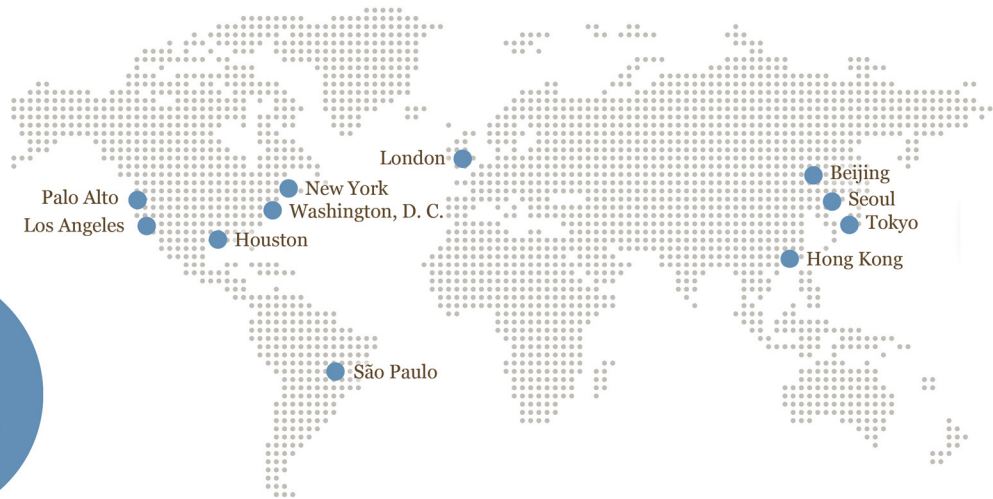 London
Palo Alto
New York
Washington, D. C.
Los Angeles
Houston
São Paulo
Beijing
Seoul
Tokyo
Hong Kong